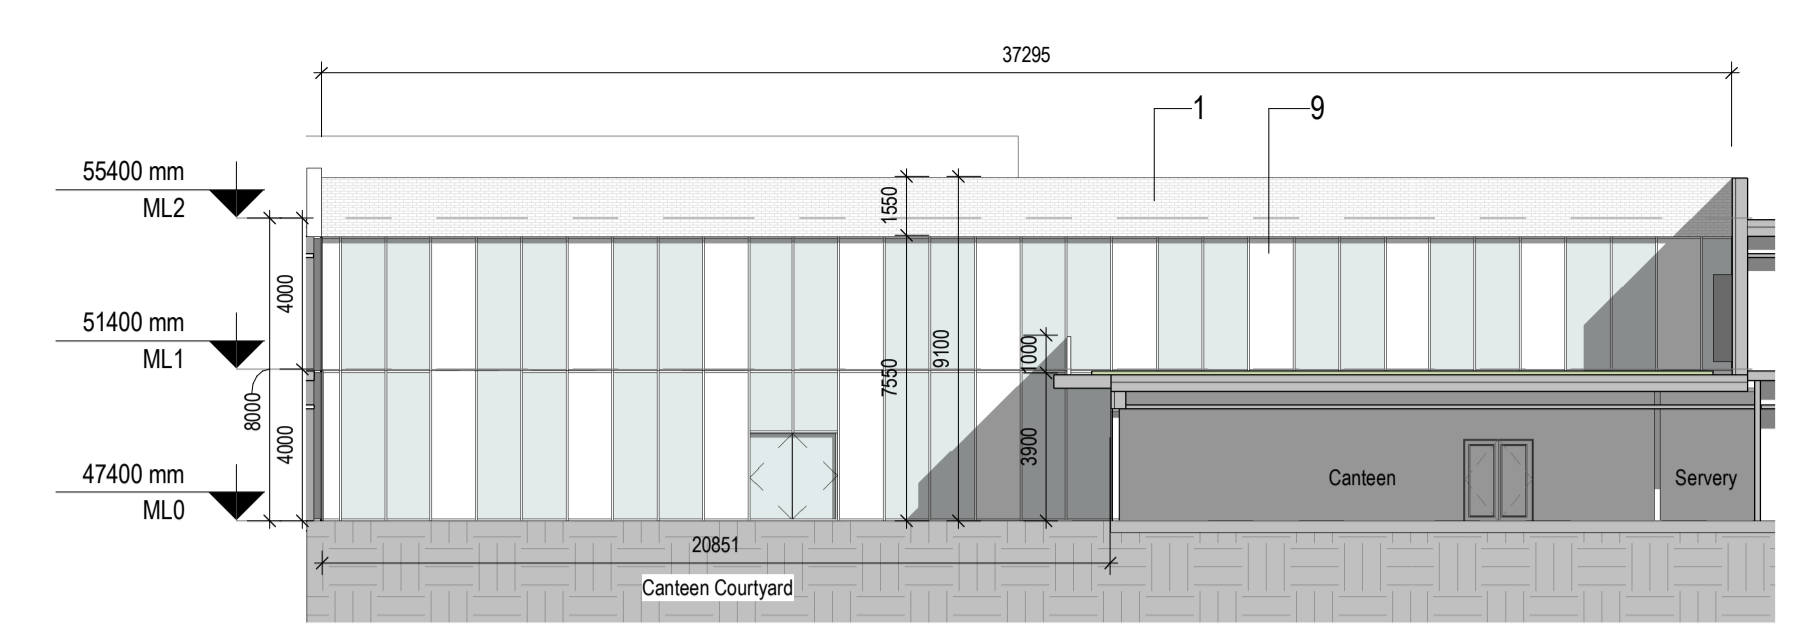 37295
1
9
55400 mm
ML2
1550
4000
51400 mm
ML1
9100
1000
7550
8000
4000
3900
47400 mm
ML0
Canteen
Servery
20851
Canteen Courtyard